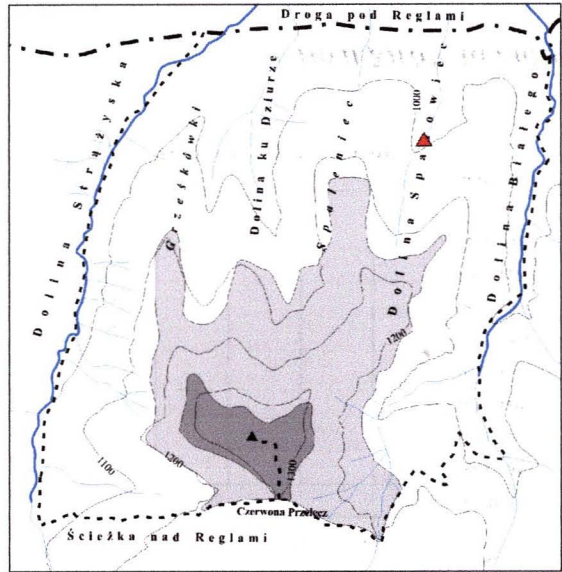 Droga pod Reglami
Dolina Strążyska
Grześkówki
Dolina ku Dziurze
Spaleniec
1000
Dolina Spadowiec
Dolina Białego
1200
1100
1200
1300
Czerwona Przełęcz
Ścieżka nad Reglami